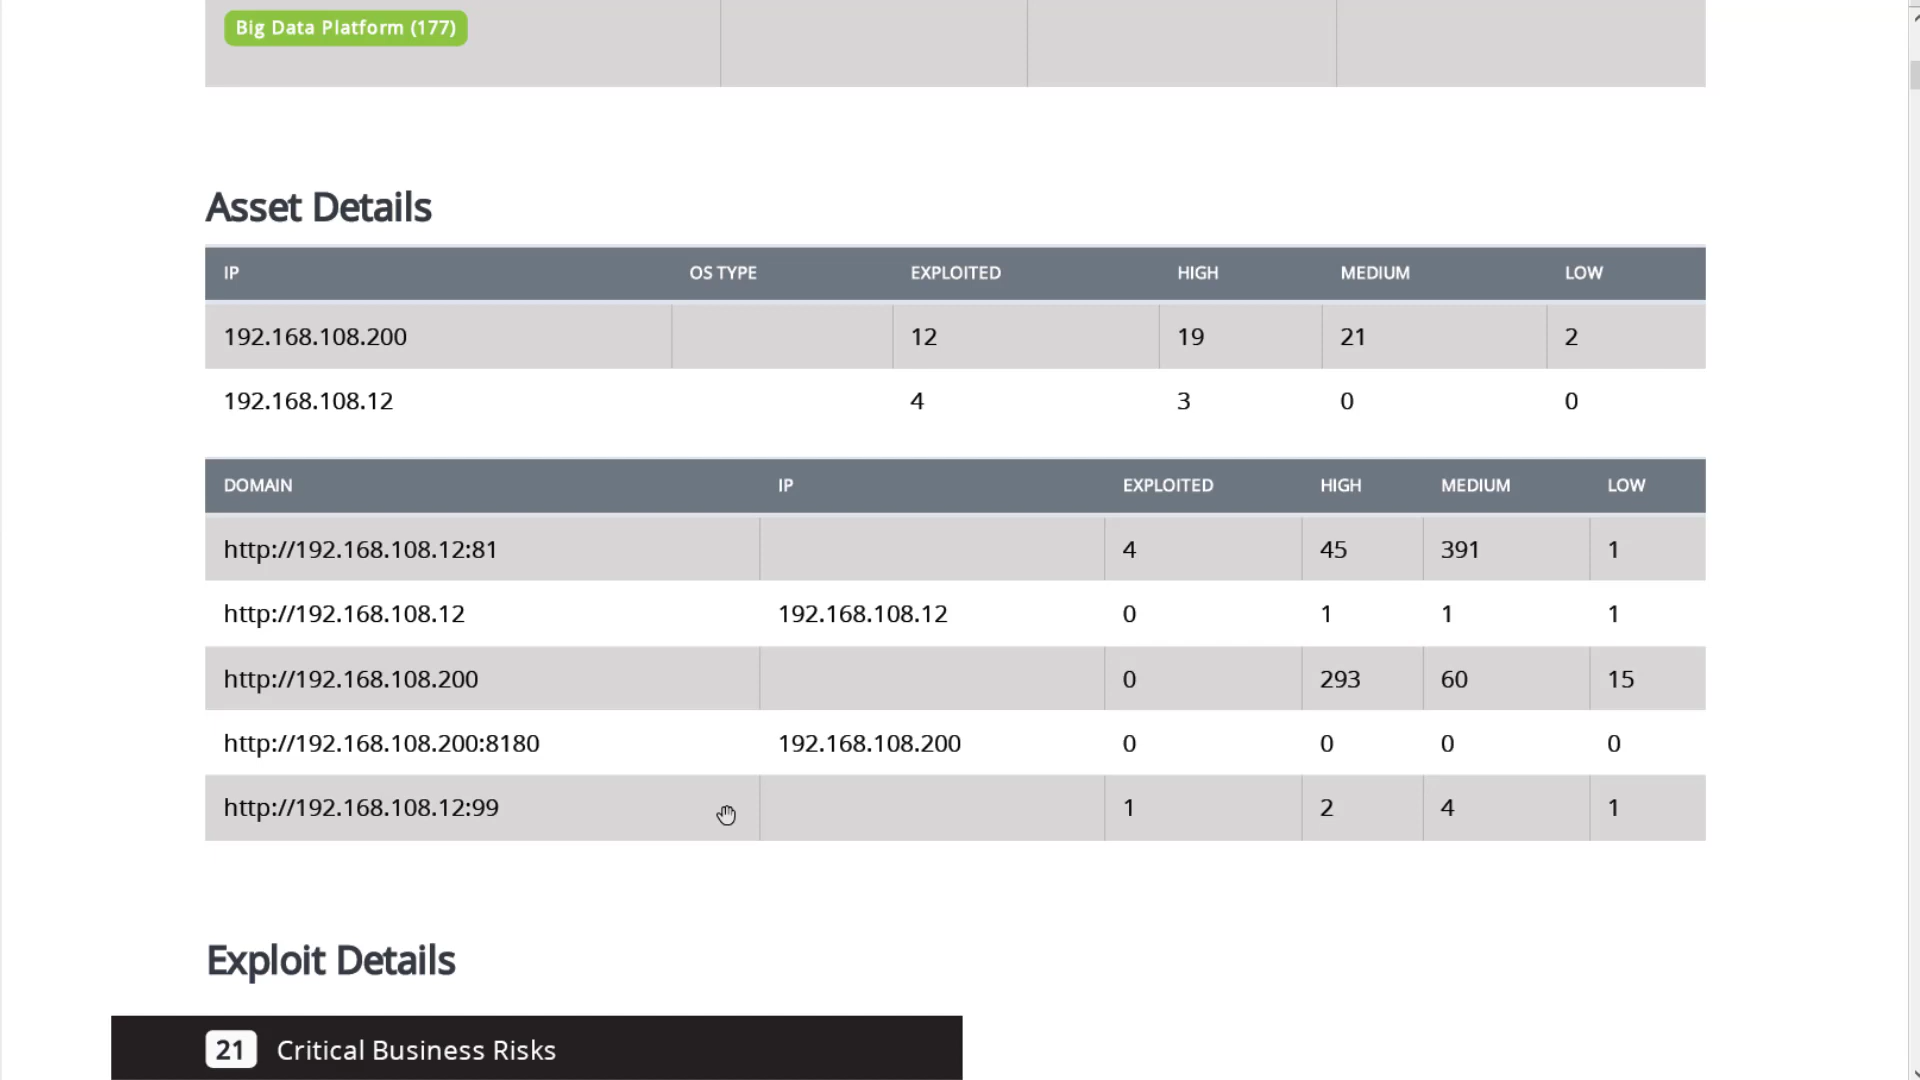 Big Data Platform (177)
Asset Details
IP OS TYPE EXPLOITED HIGH MEDIUM LOW
192.168.108.200 12 19 21 2
192.168.108.12 4 3 0 0
DOMAIN IP EXPLOITED HIGH MEDIUM LOW
http://192.168.108.12:81 4 45 391 1
http://192.168.108.12 192.168.108.12 0 1 1 1
http://192.168.108.200 0 293 60 15
http://192.168.108.200:8180 192.168.108.200 0 0 0 0
http://192.168.108.12:99 1 2 4 1
Exploit Details
21 Critical Business Risks